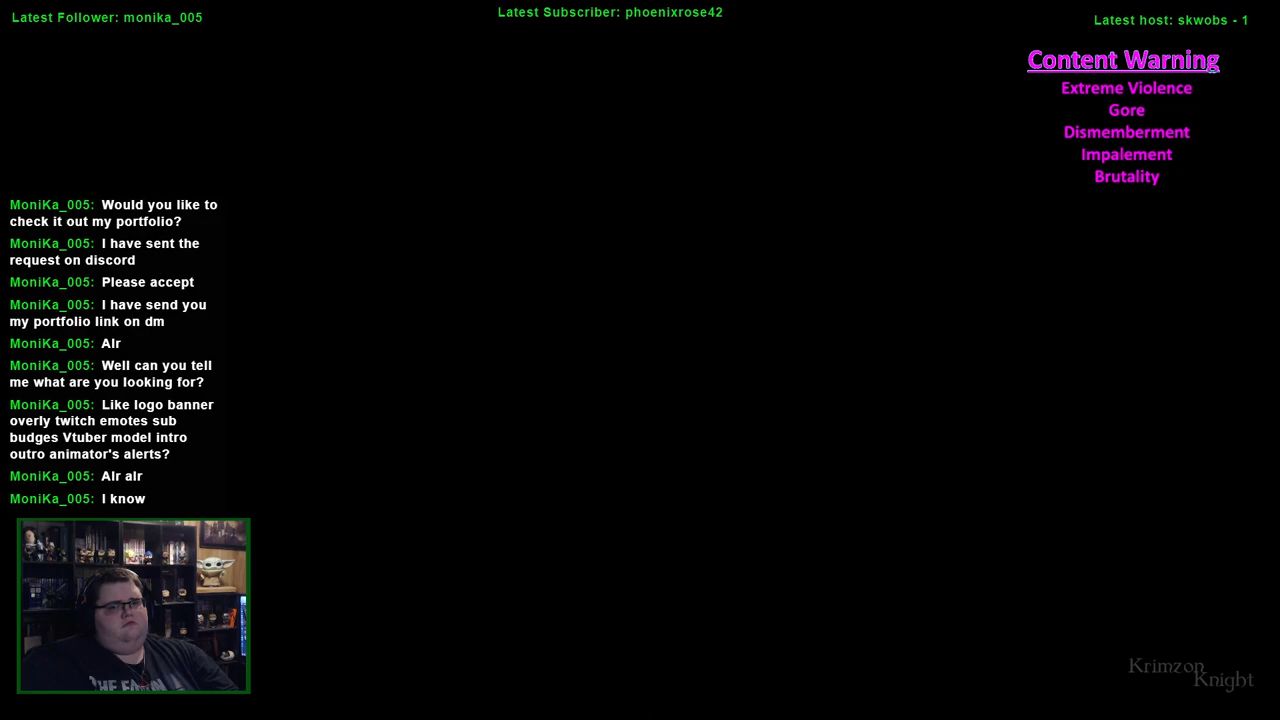 Latest Follower: monika_005
Latest Subscriber: phoenixrose42
Latest host: skwobs - 1
Content Warning
Extreme Violence
Gore
Dismemberment
Impalement
Brutality
MoniKa_005: Would you like to
check it out my portfolio?
MoniKa_005: I have sent the
request on discord
MoniKa_005: Please accept
MoniKa_005: I have send you
my portfolio link on dm
MoniKa_005: Alr
MoniKa_005: Well can you tell
me what are you looking for?
MoniKa_005: Like logo banner
overly twitch emotes sub
budges Vtuber model intro
outro animator's alerts?
MoniKa_005: Alr alr
MoniKa_005: I know
Krimzon
Knight